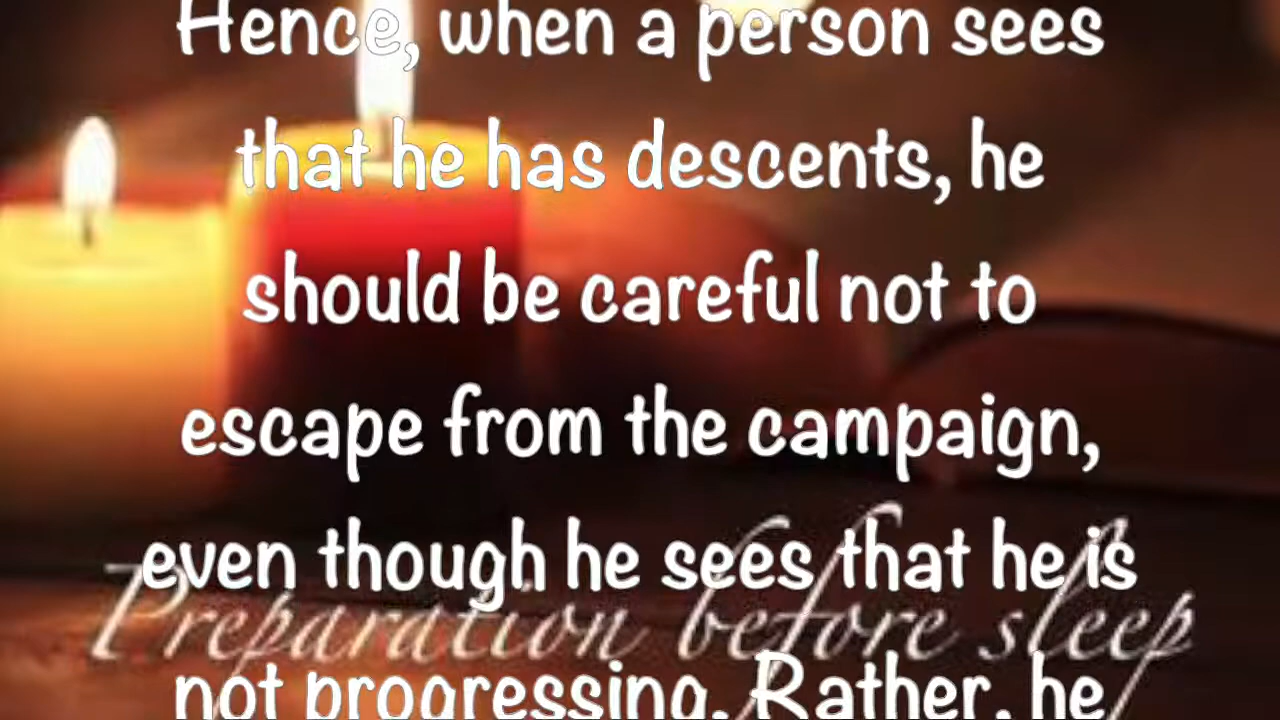 Hence, when a person sees
that he has descents, he
should be careful not to
escape from the campaign,
even though he sees that he is
Preparation before sleep
not progressing. Rather, he